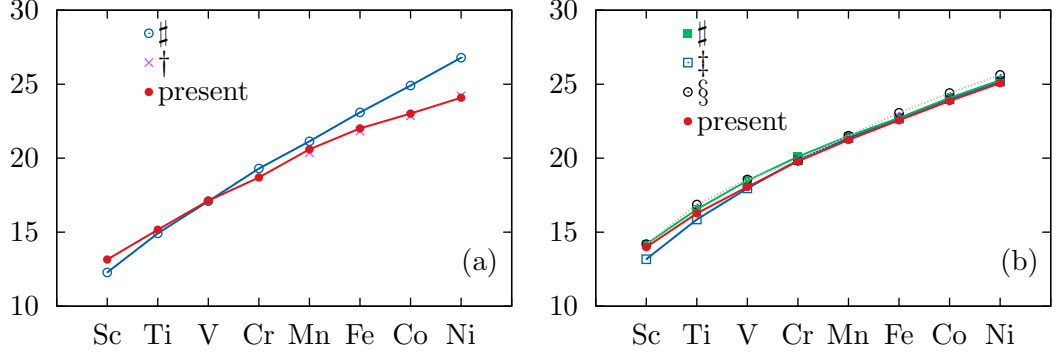 30
25
20
15
10
Sc Ti V Cr Mn Fe Co Ni
♯
†
present
(a)
30
25
20
15
10
Sc Ti V Cr Mn Fe Co Ni
♯
‡
§
present
(b)